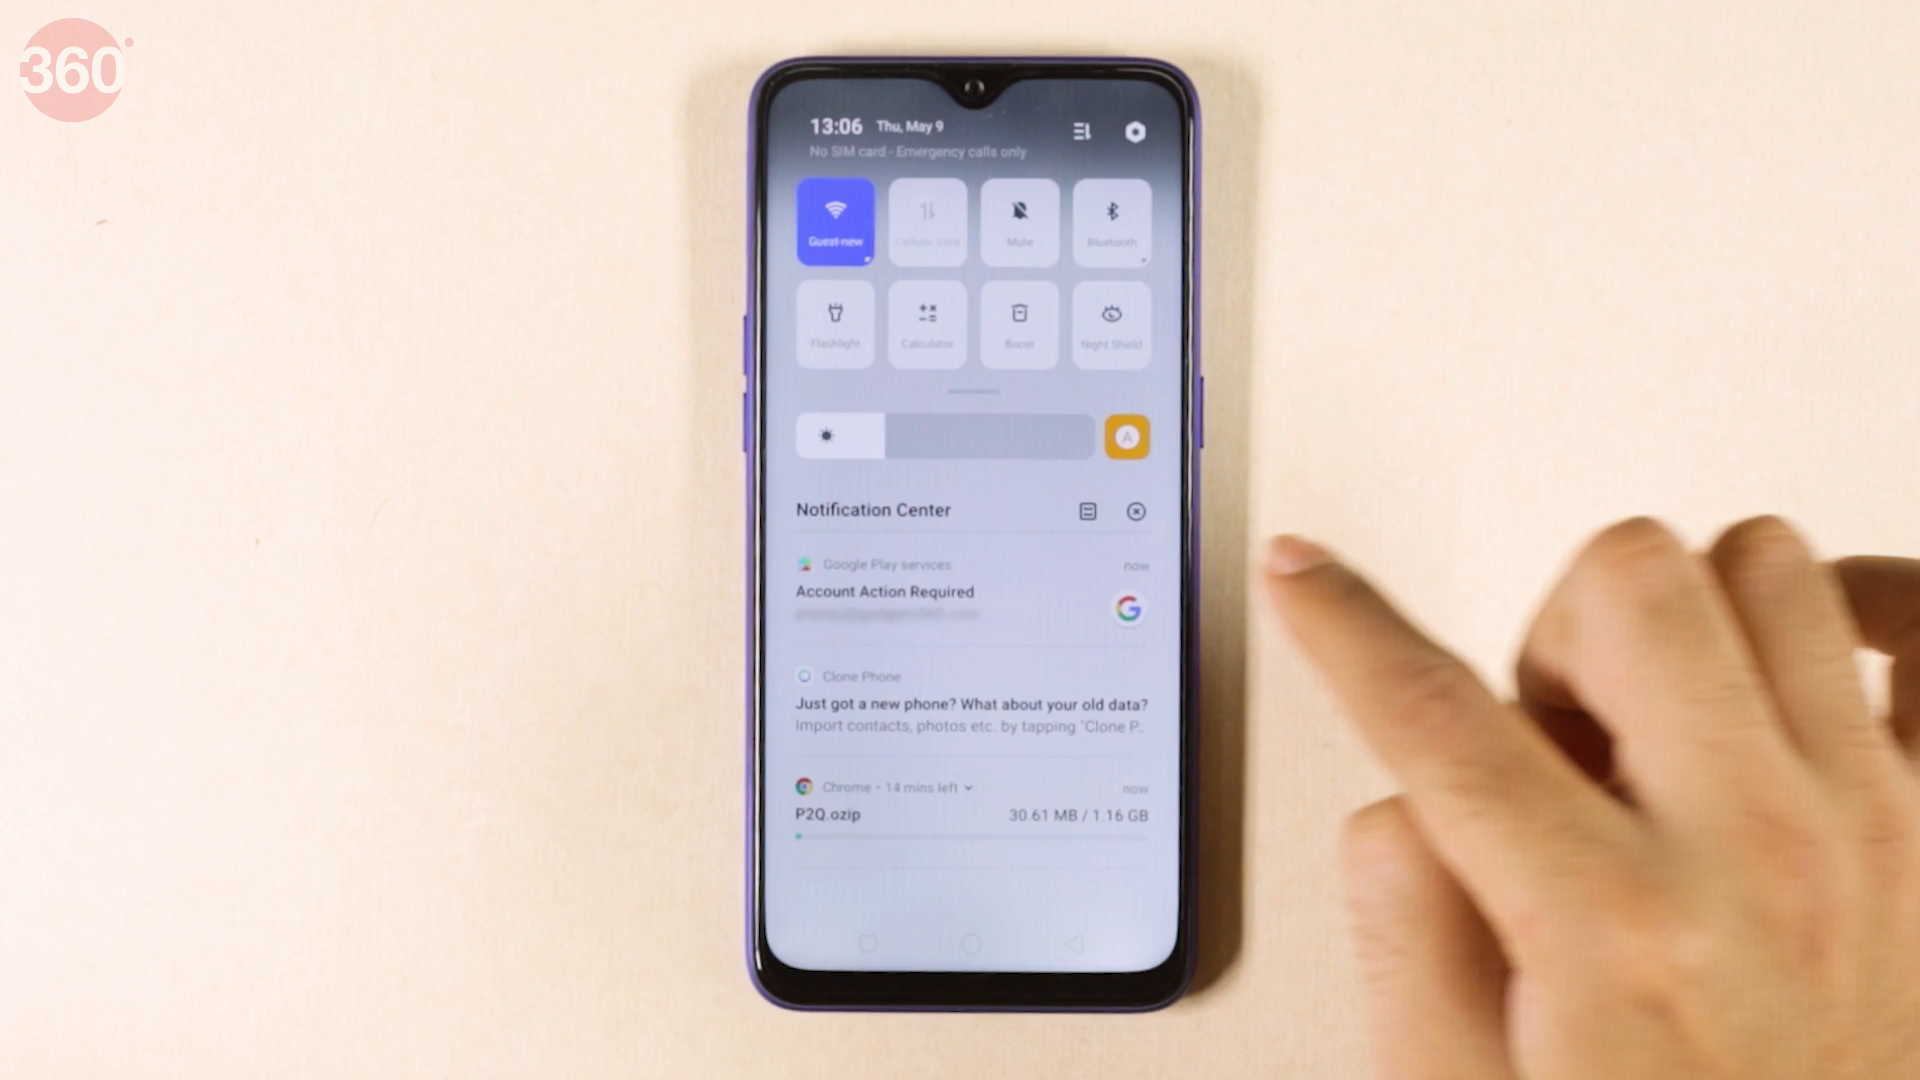 360°
13:06 Thu, May 9
No SIM card - Emergency calls only
Guest-new
Cellular Data
Mute
Bluetooth
Flashlight
Calculator
Boost
Night Shield
A
Notification Center
Google Play services now
Account Action Required
G
Clone Phone
Just got a new phone? What about your old data?
Import contacts, photos etc. by tapping "Clone P..
Chrome • 14 mins left now
P2Q.ozip 30.61 MB / 1.16 GB